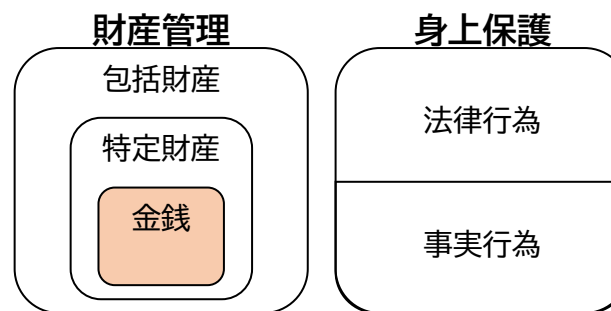 財産管理
包括財産
特定財産
金銭
身上保護
法律行為
事実行為